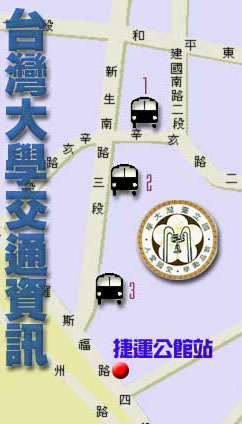 台灣大學交通資訊
和平東
建國南路二段
新生南路三段
辛亥路
辛亥路二
1
2
3
羅斯福路四
州路
捷運公館站